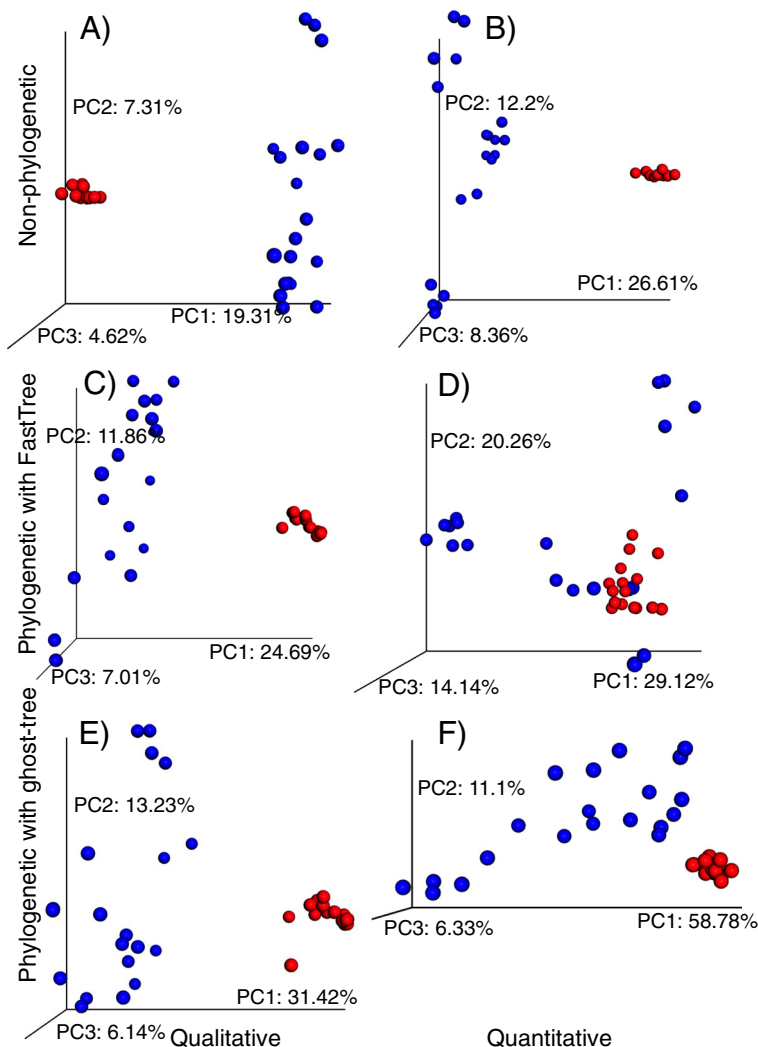 A)
PC2: 7.31%
PC1: 19.31%
PC3: 4.62%
B)
PC2: 12.2%
PC1: 26.61%
PC3: 8.36%
Non-phylogenetic
C)
PC2: 11.86%
PC1: 24.69%
PC3: 7.01%
D)
PC2: 20.26%
PC3: 14.14%
PC1: 29.12%
Phylogenetic with FastTree
E)
PC2: 13.23%
PC1: 31.42%
PC3: 6.14%
F)
PC2: 11.1%
PC3: 6.33%
PC1: 58.78%
Phylogenetic with ghost-tree
Qualitative
Quantitative